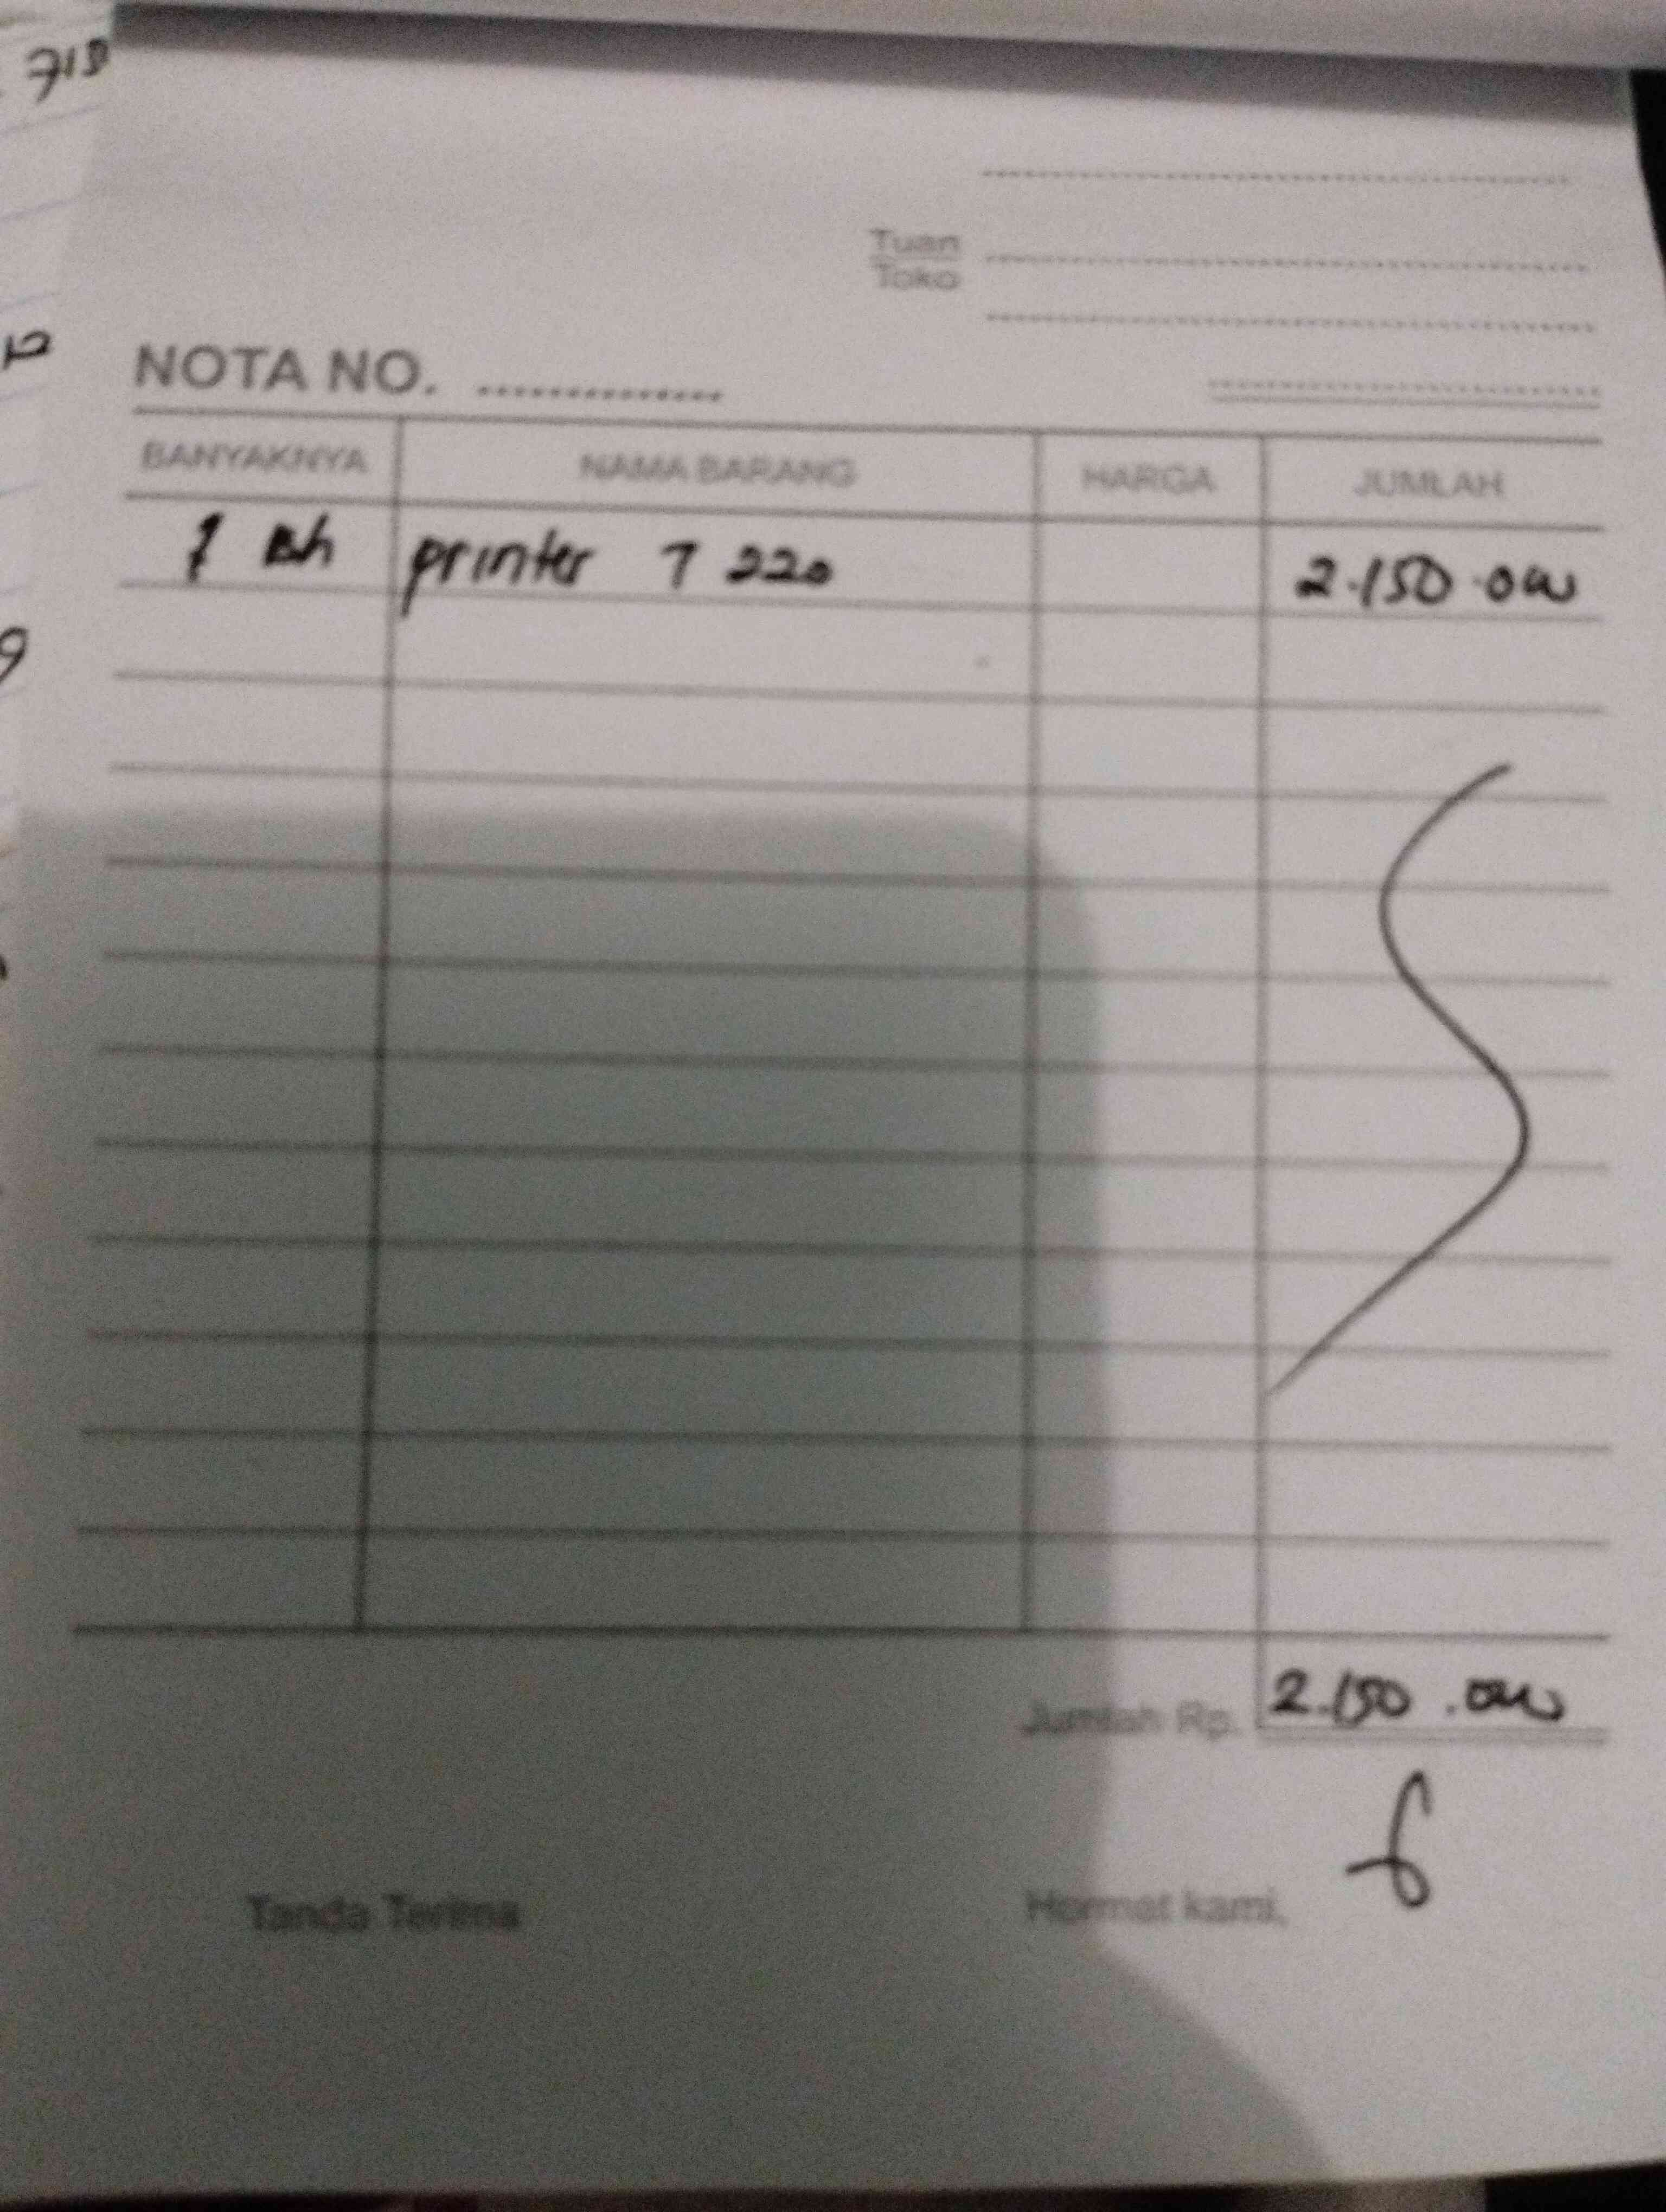 Tuan
Toko
NOTA NO. ...............
BANYAKNYA NAMA BARANG HARGA JUMLAH
1 Bh printer T 220 2.150.000
Jumlah Rp. 2.150.000
Tanda Terima Hormat kami,